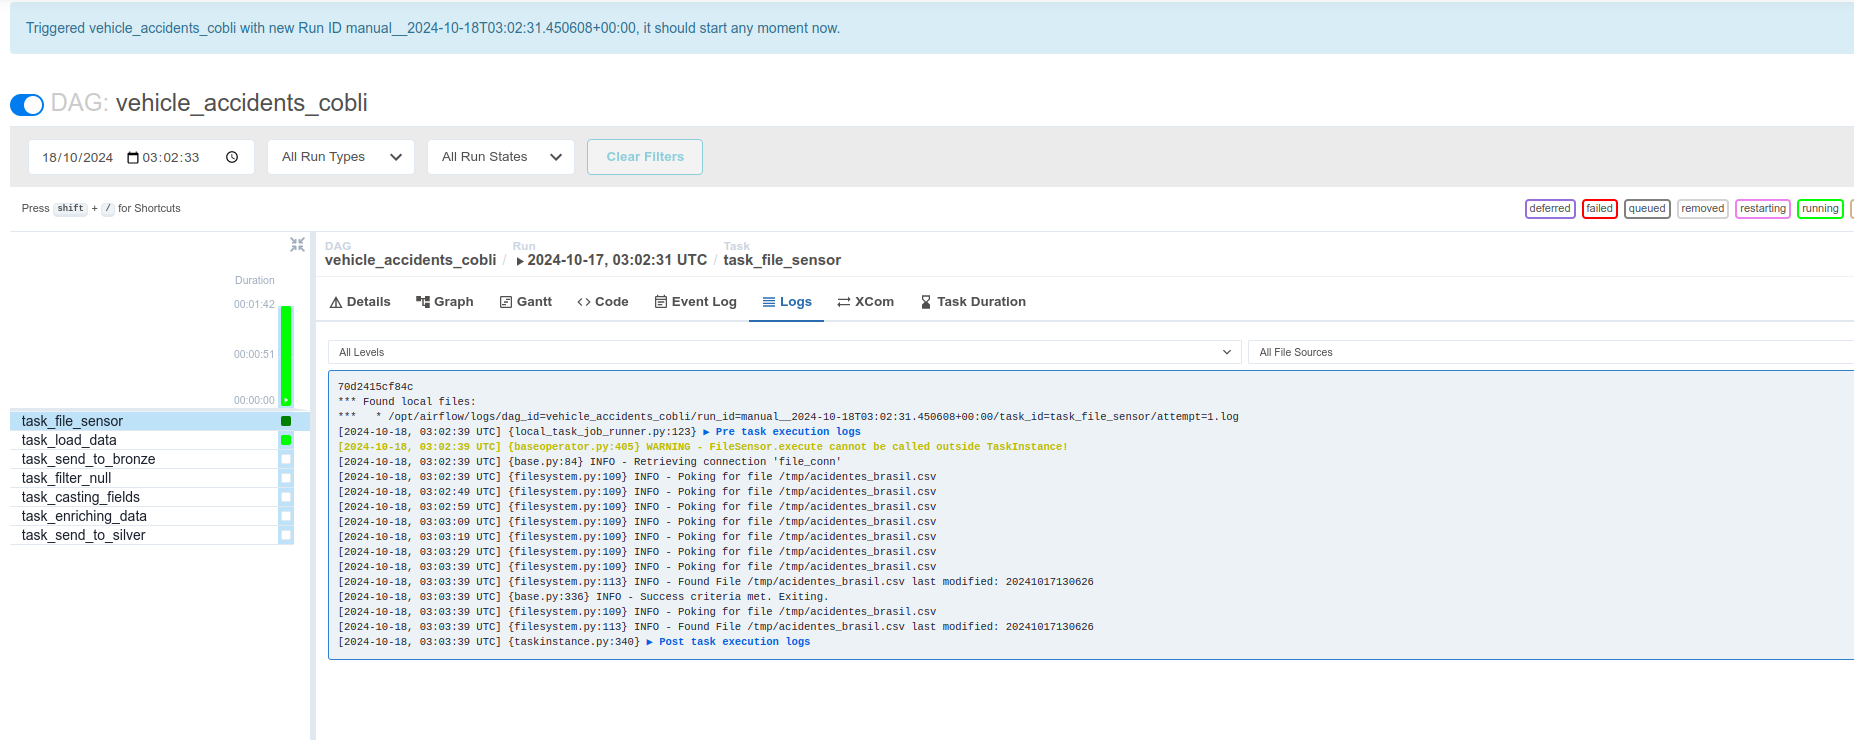 Triggered vehicle_accidents_cobli with new Run ID manual__2024-10-18T03:02:31.450608+00:00, it should start any moment now.
DAG: vehicle_accidents_cobli
18/10/2024 03:02:33 All Run Types All Run States Clear Filters
Press shift + / for Shortcuts
deferred failed queued removed restarting running
DAG Run Task
vehicle_accidents_cobli / 2024-10-17, 03:02:31 UTC / task_file_sensor
Duration
00:01:42
00:00:51
00:00:00
Details Graph Gantt Code Event Log Logs XCom Task Duration
All Levels All File Sources
task_file_sensor
task_load_data
task_send_to_bronze
task_filter_null
task_casting_fields
task_enriching_data
task_send_to_silver
70d2415cf84c
*** Found local files:
***   * /opt/airflow/logs/dag_id=vehicle_accidents_cobli/run_id=manual__2024-10-18T03:02:31.450608+00:00/task_id=task_file_sensor/attempt=1.log
[2024-10-18, 03:02:39 UTC] {local_task_job_runner.py:123} ▶ Pre task execution logs
[2024-10-18, 03:02:39 UTC] {baseoperator.py:405} WARNING - FileSensor.execute cannot be called outside TaskInstance!
[2024-10-18, 03:02:39 UTC] {base.py:84} INFO - Retrieving connection 'file_conn'
[2024-10-18, 03:02:39 UTC] {filesystem.py:109} INFO - Poking for file /tmp/acidentes_brasil.csv
[2024-10-18, 03:02:49 UTC] {filesystem.py:109} INFO - Poking for file /tmp/acidentes_brasil.csv
[2024-10-18, 03:02:59 UTC] {filesystem.py:109} INFO - Poking for file /tmp/acidentes_brasil.csv
[2024-10-18, 03:03:09 UTC] {filesystem.py:109} INFO - Poking for file /tmp/acidentes_brasil.csv
[2024-10-18, 03:03:19 UTC] {filesystem.py:109} INFO - Poking for file /tmp/acidentes_brasil.csv
[2024-10-18, 03:03:29 UTC] {filesystem.py:109} INFO - Poking for file /tmp/acidentes_brasil.csv
[2024-10-18, 03:03:39 UTC] {filesystem.py:109} INFO - Poking for file /tmp/acidentes_brasil.csv
[2024-10-18, 03:03:39 UTC] {filesystem.py:113} INFO - Found File /tmp/acidentes_brasil.csv last modified: 20241017130626
[2024-10-18, 03:03:39 UTC] {base.py:336} INFO - Success criteria met. Exiting.
[2024-10-18, 03:03:39 UTC] {filesystem.py:109} INFO - Poking for file /tmp/acidentes_brasil.csv
[2024-10-18, 03:03:39 UTC] {filesystem.py:113} INFO - Found File /tmp/acidentes_brasil.csv last modified: 20241017130626
[2024-10-18, 03:03:39 UTC] {taskinstance.py:340} ▶ Post task execution logs